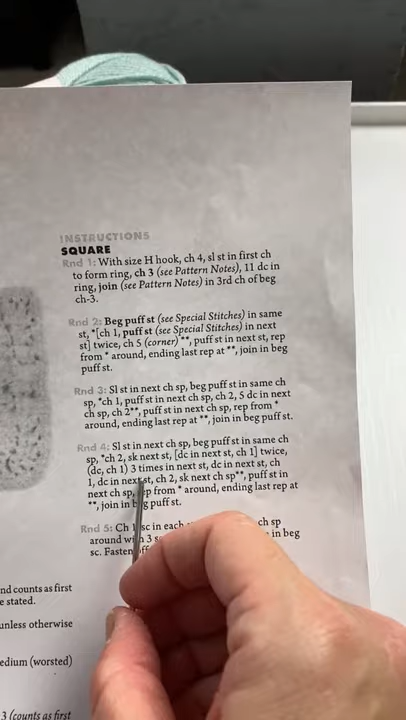 INSTRUCTIONS
SQUARE
Rnd 1: With size H hook, ch 4, sl st in first ch
to form ring, ch 3 (see Pattern Notes), 11 dc in
ring, join (see Pattern Notes) in 3rd ch of beg
ch-3.
Rnd 2: Beg puff st (see Special Stitches) in same
st, *[ch 1, puff st (see Special Stitches) in next
st] twice, ch 5 (corner)**, puff st in next st, rep
from * around, ending last rep at **, join in beg
puff st.
Rnd 3: Sl st in next ch sp, beg puff st in same ch
sp, *ch 1, puff st in next ch sp, ch 2, 5 dc in next
ch sp, ch 2**, puff st in next ch sp, rep from *
around, ending last rep at **, join in beg puff st.
Rnd 4: Sl st in next ch sp, beg puff st in same ch
sp, *ch 2, sk next st, [dc in next st, ch 1] twice,
(dc, ch 1) 3 times in next st, dc in next st, ch
1, dc in next st, ch 2, sk next ch sp**, puff st in
next ch sp, rep from * around, ending last rep at
**, join in beg puff st.
Rnd 5: Ch sc in each ch sp
around with 3 in beg
sc. Fasten off
nd counts as first
e stated.
unless otherwise
edium (worsted)
3 (counts as first